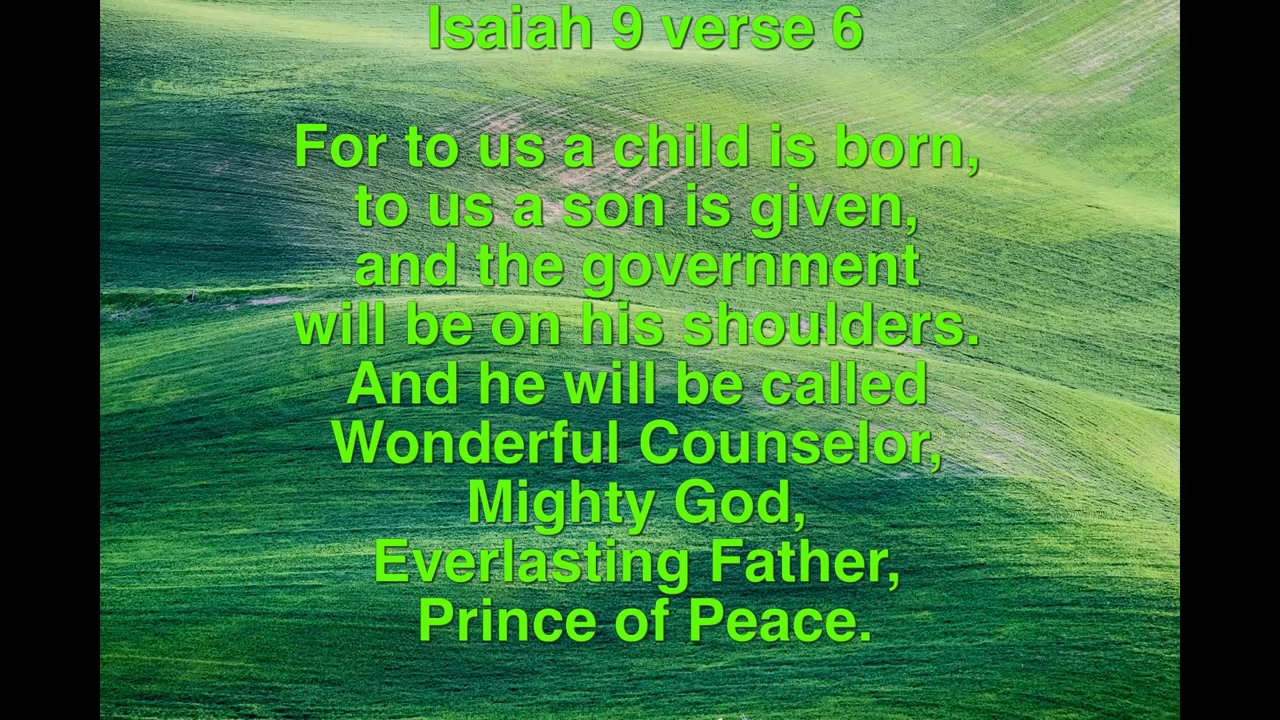 Isaiah 9 verse 6
For to us a child is born,
to us a son is given,
and the government
will be on his shoulders.
And he will be called
Wonderful Counselor,
Mighty God,
Everlasting Father,
Prince of Peace.